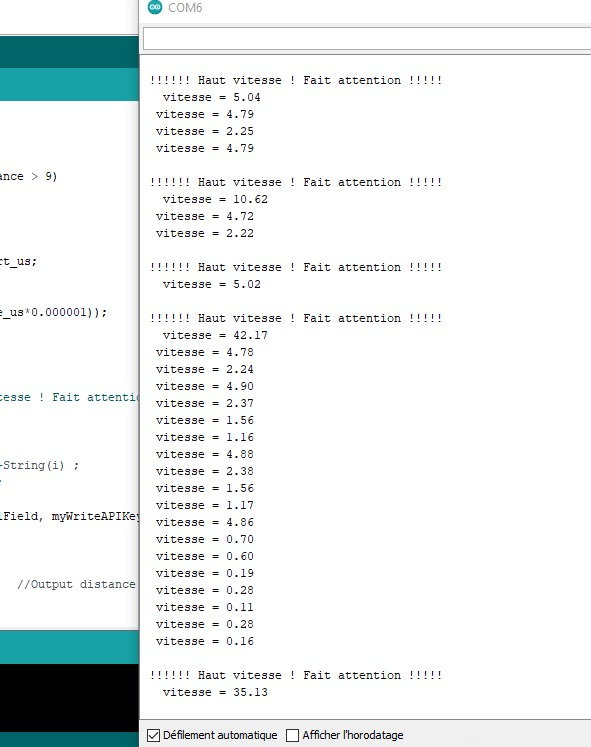 COM6
!!!!!! Haut vitesse ! Fait attention !!!!!
vitesse = 5.04
vitesse = 4.79
vitesse = 2.25
vitesse = 4.79
!!!!!! Haut vitesse ! Fait attention !!!!!
vitesse = 10.62
vitesse = 4.72
vitesse = 2.22
!!!!!! Haut vitesse ! Fait attention !!!!!
vitesse = 5.02
!!!!!! Haut vitesse ! Fait attention !!!!!
vitesse = 42.17
vitesse = 4.78
vitesse = 2.24
vitesse = 4.90
vitesse = 2.37
vitesse = 1.56
vitesse = 1.16
vitesse = 4.88
vitesse = 2.38
vitesse = 1.56
vitesse = 1.17
vitesse = 4.86
vitesse = 0.70
vitesse = 0.60
vitesse = 0.19
vitesse = 0.28
vitesse = 0.11
vitesse = 0.28
vitesse = 0.16
!!!!!! Haut vitesse ! Fait attention !!!!!
vitesse = 35.13
Défilement automatique
Afficher l'horodatage
ance > 9)
rt_us;
e_us*0.000001));
tesse ! Fait attentio
String(i) ;
lField, myWriteAPIKey
//Output distance